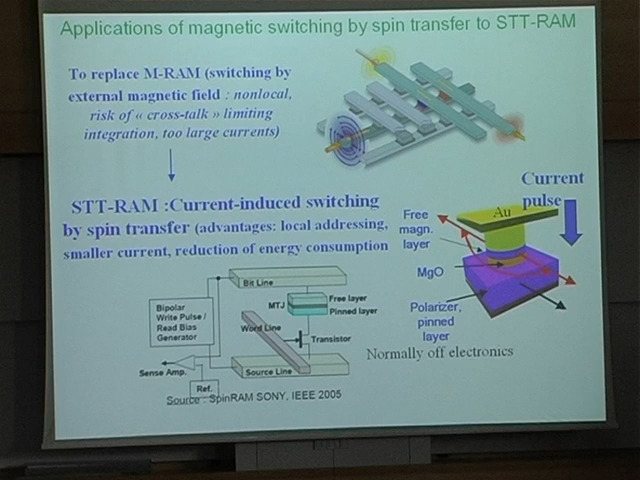 Applications of magnetic switching by spin transfer to STT-RAM
To replace M-RAM (switching by
external magnetic field : nonlocal,
risk of « cross-talk » limiting
integration, too large currents)
STT-RAM :Current-induced switching
by spin transfer (advantages: local addressing,
smaller current, reduction of energy consumption
Current
pulse
Au
Free
magn.
layer
MgO
Polarizer,
pinned
layer
Normally off electronics
Bit Line
Free layer
MTJ
Pinned layer
Bipolar
Write Pulse /
Read Bias
Generator
Word Line
Transistor
Sense Amp.
Source Line
Ref.
Source : SpinRAM SONY, IEEE 2005